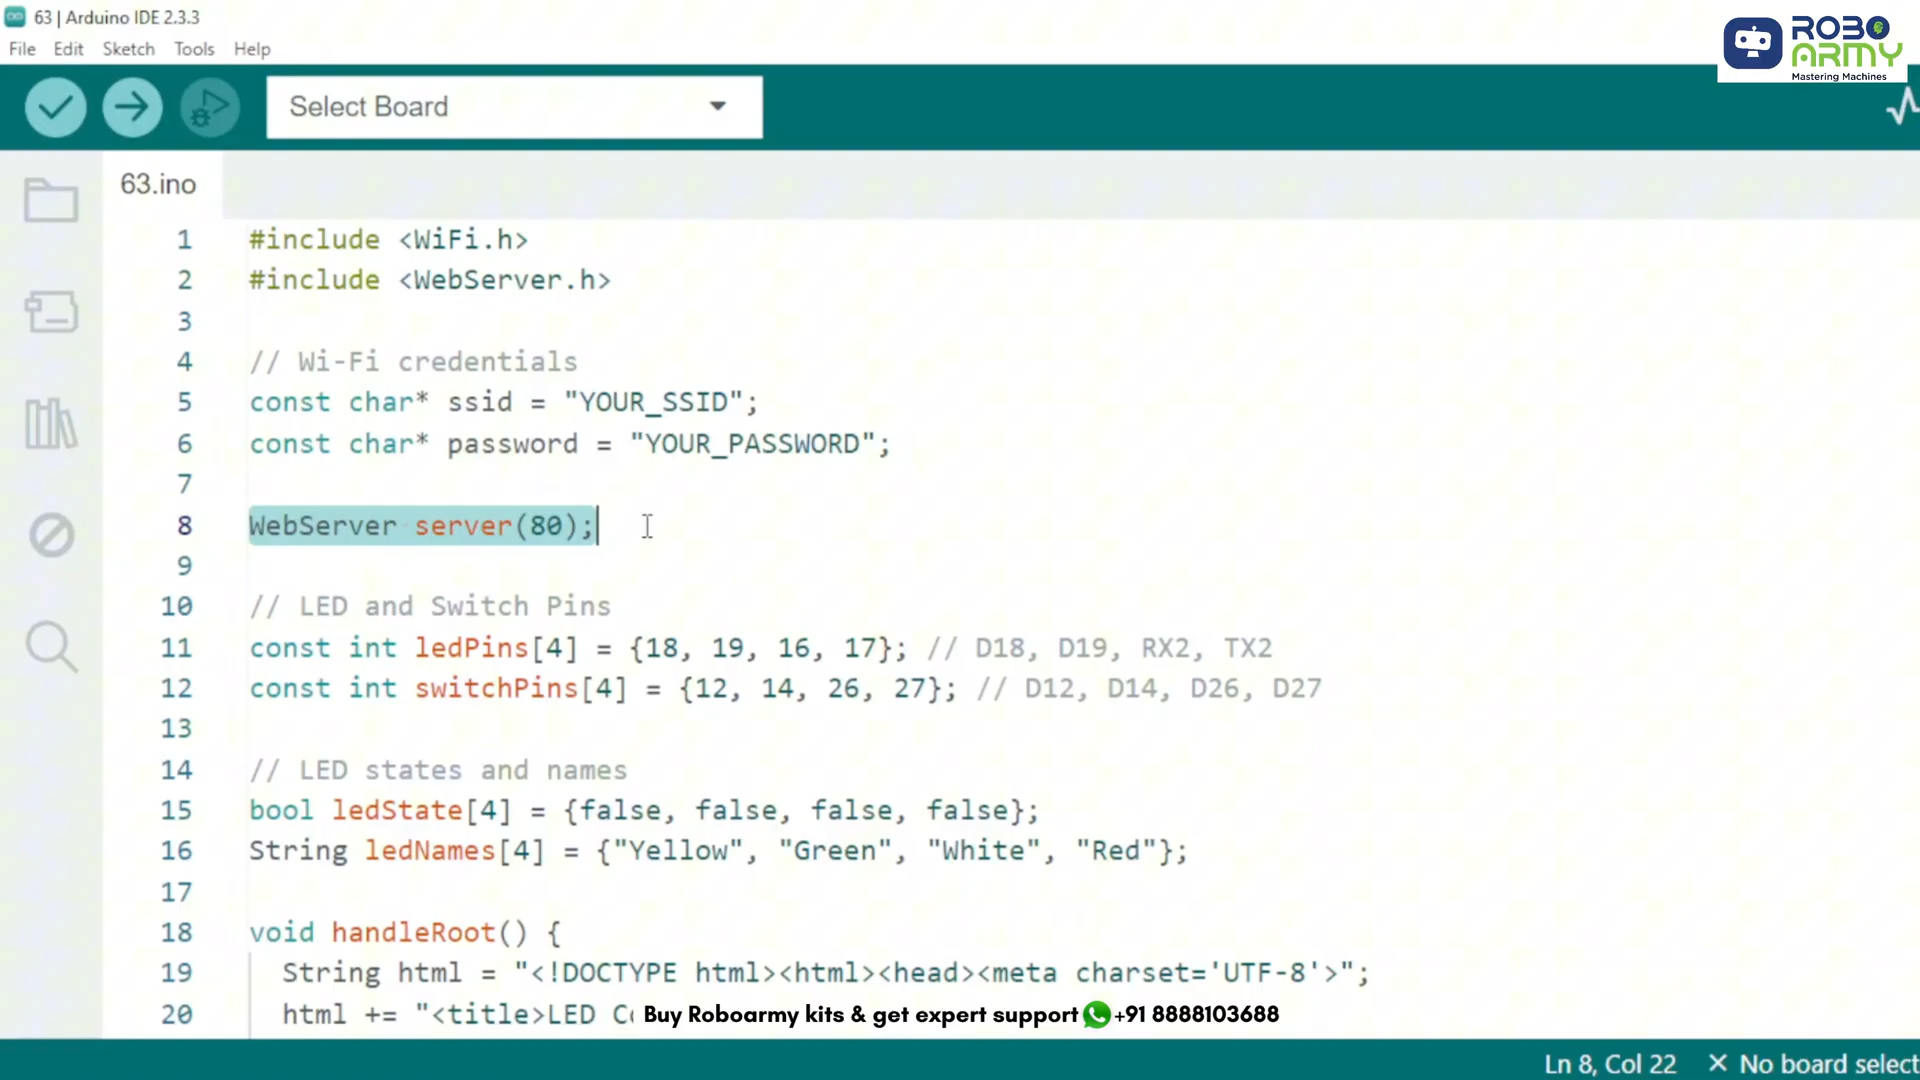 63 | Arduino IDE 2.3.3
File Edit Sketch Tools Help
ROBO
ARMY
Mastering Machines
Select Board
63.ino
1 #include <WiFi.h>
2 #include <WebServer.h>
3
4 // Wi-Fi credentials
5 const char* ssid = "YOUR_SSID";
6 const char* password = "YOUR_PASSWORD";
7
8 WebServer server(80);
9
10 // LED and Switch Pins
11 const int ledPins[4] = {18, 19, 16, 17}; // D18, D19, RX2, TX2
12 const int switchPins[4] = {12, 14, 26, 27}; // D12, D14, D26, D27
13
14 // LED states and names
15 bool ledState[4] = {false, false, false, false};
16 String ledNames[4] = {"Yellow", "Green", "White", "Red"};
17
18 void handleRoot() {
19 String html = "<!DOCTYPE html><html><head><meta charset='UTF-8'>";
20 html += "<title>LED
Buy Roboarmy kits & get expert support +91 8888103688
Ln 8, Col 22 × No board select